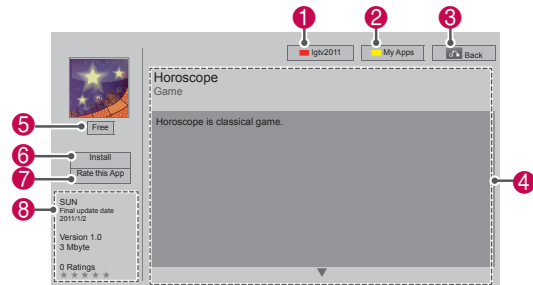 1
2
3
lgtv2011
My Apps
Back
Horoscope
Game
5
Free
Horoscope is classical game.
6
Install
7
Rate this App
4
8
SUN
Final update date
2011/1/2
Version 1.0
3 Mbyte
0 Ratings